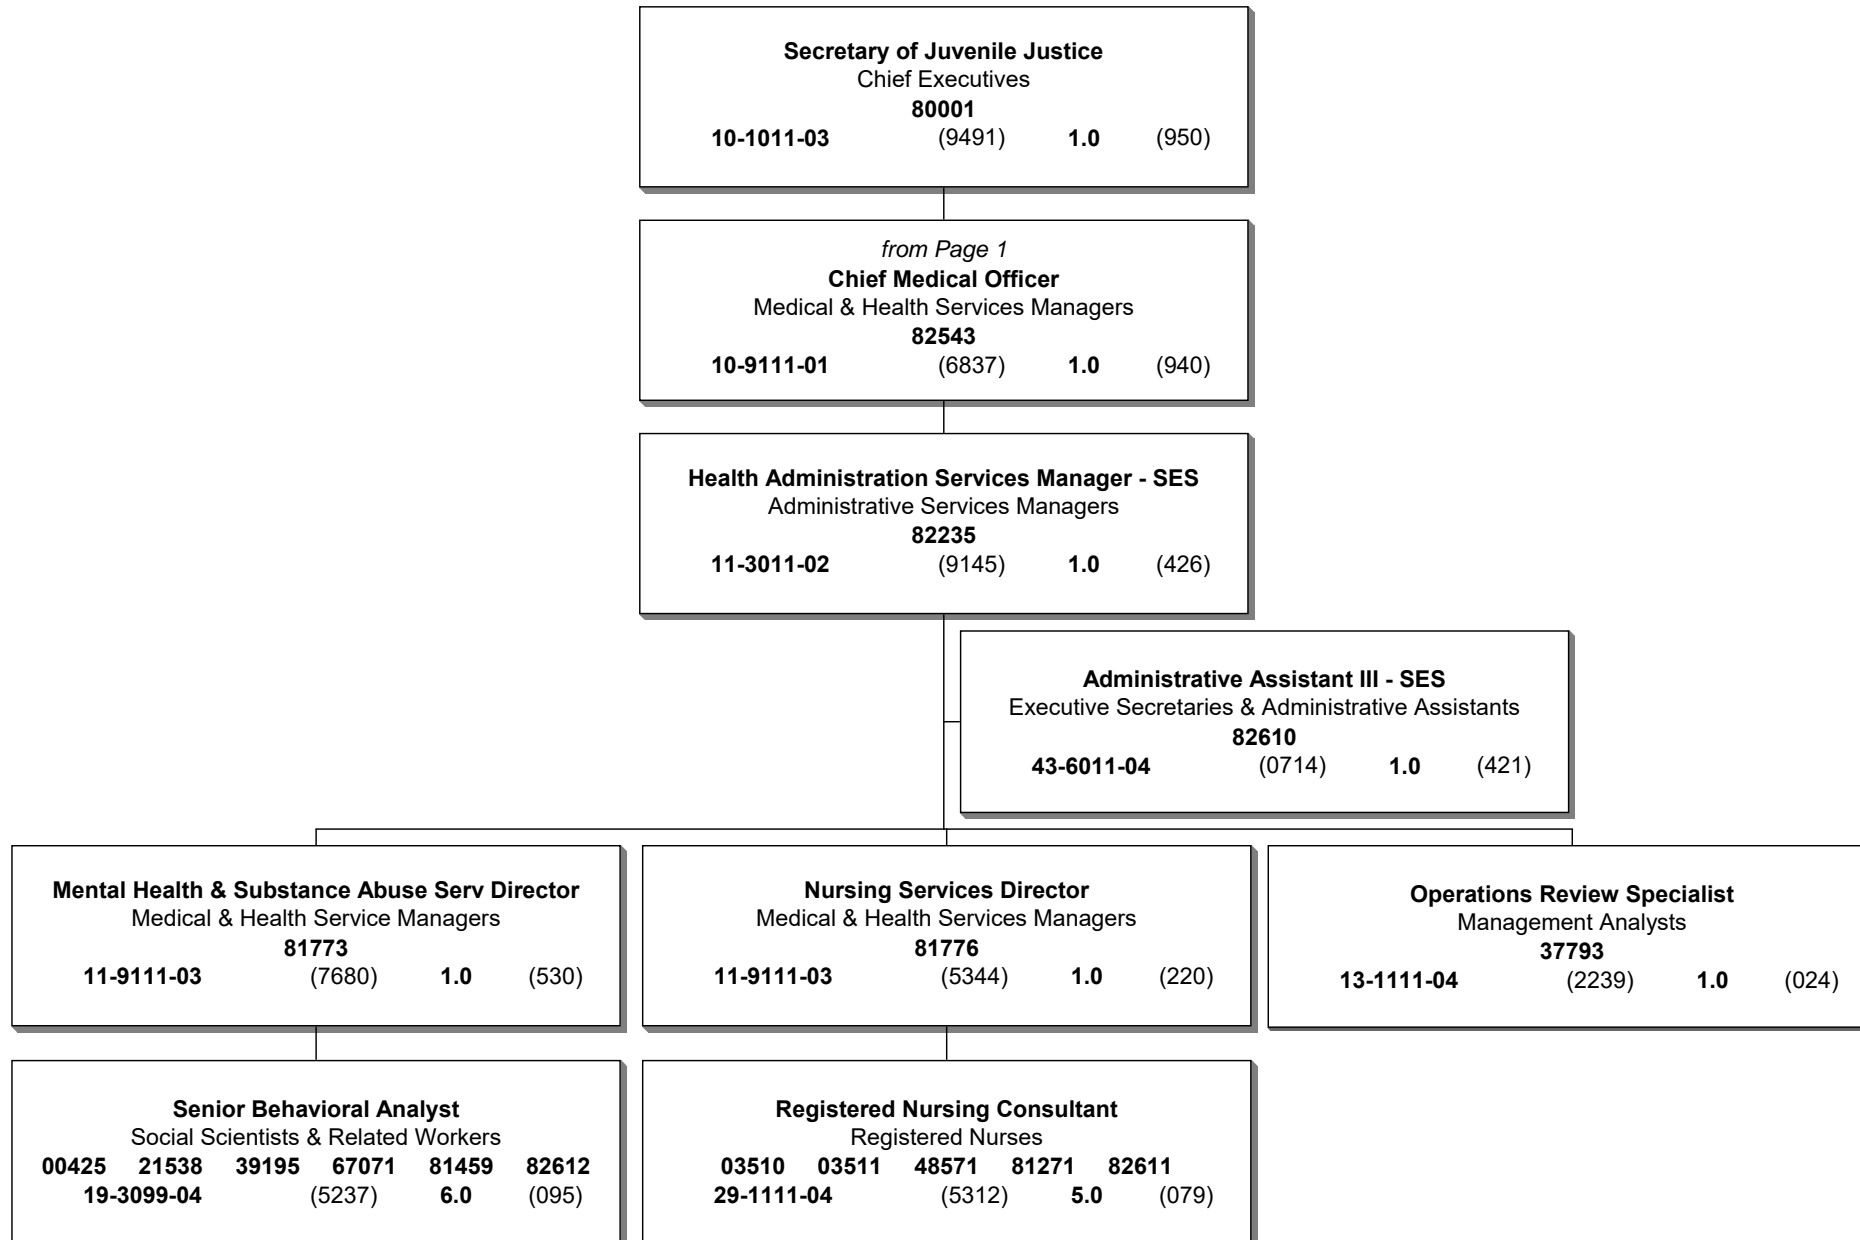 Secretary of Juvenile Justice
Chief Executives
80001
10-1011-03 (9491) 1.0 (950)
from Page 1
Chief Medical Officer
Medical & Health Services Managers
82543
10-9111-01 (6837) 1.0 (940)
Health Administration Services Manager - SES
Administrative Services Managers
82235
11-3011-02 (9145) 1.0 (426)
Administrative Assistant III - SES
Executive Secretaries & Administrative Assistants
82610
43-6011-04 (0714) 1.0 (421)
Mental Health & Substance Abuse Serv Director
Medical & Health Service Managers
81773
11-9111-03 (7680) 1.0 (530)
Nursing Services Director
Medical & Health Services Managers
81776
11-9111-03 (5344) 1.0 (220)
Operations Review Specialist
Management Analysts
37793
13-1111-04 (2239) 1.0 (024)
Senior Behavioral Analyst
Social Scientists & Related Workers
00425 21538 39195 67071 81459 82612
19-3099-04 (5237) 6.0 (095)
Registered Nursing Consultant
Registered Nurses
03510 03511 48571 81271 82611
29-1111-04 (5312) 5.0 (079)